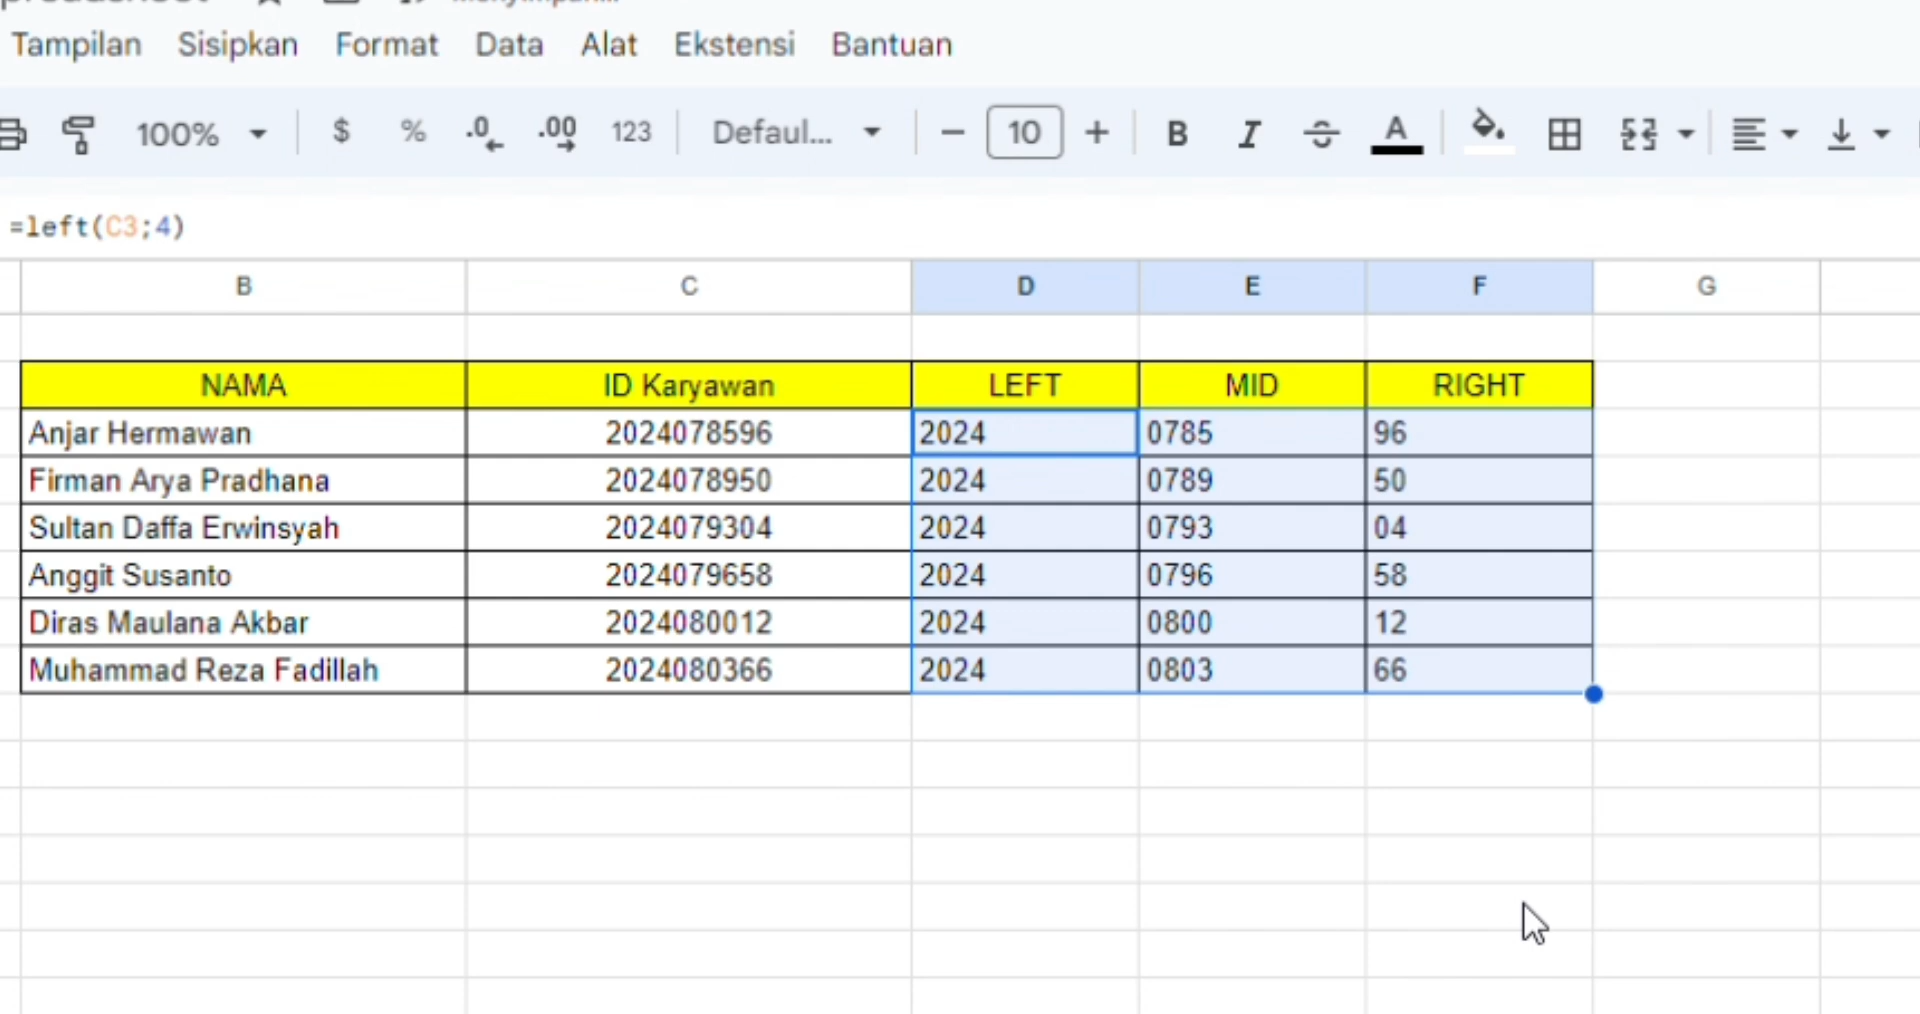 Tampilan Sisipkan Format Data Alat Ekstensi Bantuan
100% $ % .0 .00 123 Defaul... − 10 + B I A
=left(C3;4)
B C D E F G
NAMA ID Karyawan LEFT MID RIGHT
Anjar Hermawan 2024078596 2024 0785 96
Firman Arya Pradhana 2024078950 2024 0789 50
Sultan Daffa Erwinsyah 2024079304 2024 0793 04
Anggit Susanto 2024079658 2024 0796 58
Diras Maulana Akbar 2024080012 2024 0800 12
Muhammad Reza Fadillah 2024080366 2024 0803 66